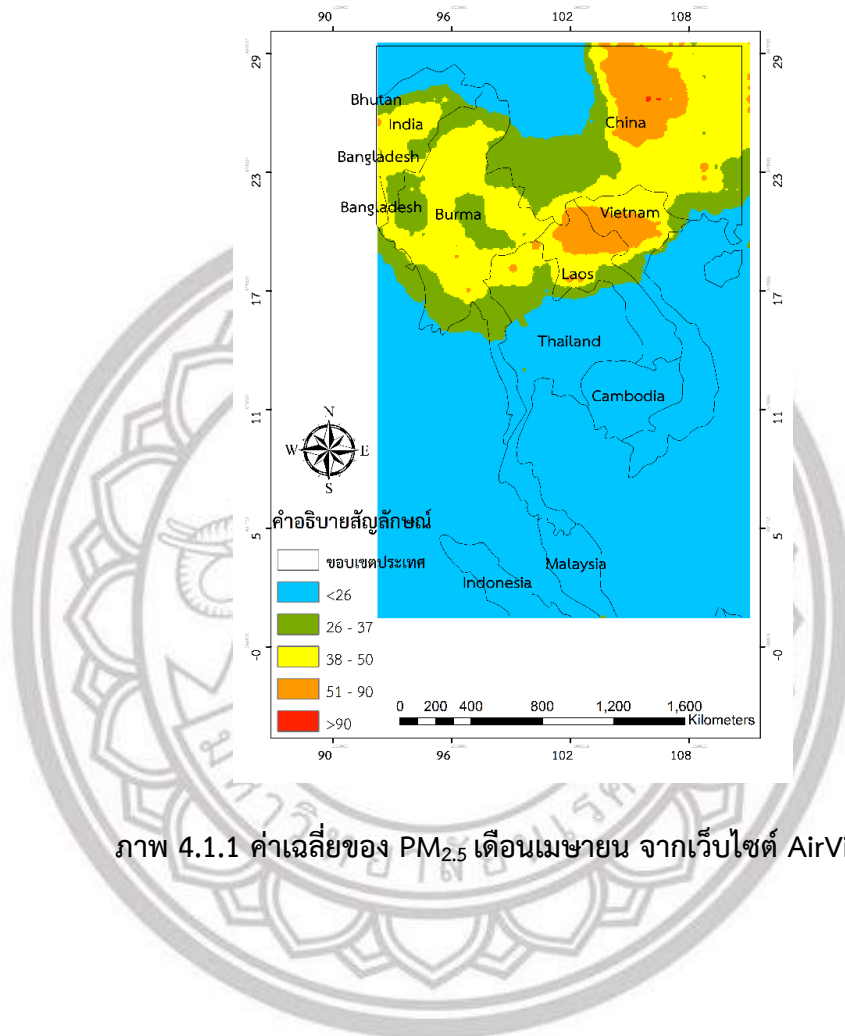 90 96 102 108
29 29
Bhutan
India
China
Bangladesh
23 23
Bangladesh
Burma
Vietnam
Laos
17 17
Thailand
Cambodia
11 11
N
W E
S
คำอธิบายสัญลักษณ์
5 5
ขอบเขตประเทศ
Malaysia
Indonesia
<26
26 - 37
-0 -0
38 - 50
51 - 90
>90
0 200 400 800 1,200 1,600
Kilometers
90 96 102 108
ภาพ 4.1.1 ค่าเฉลี่ยของ PM2.5 เดือนเมษายน จากเว็บไซต์ AirVi